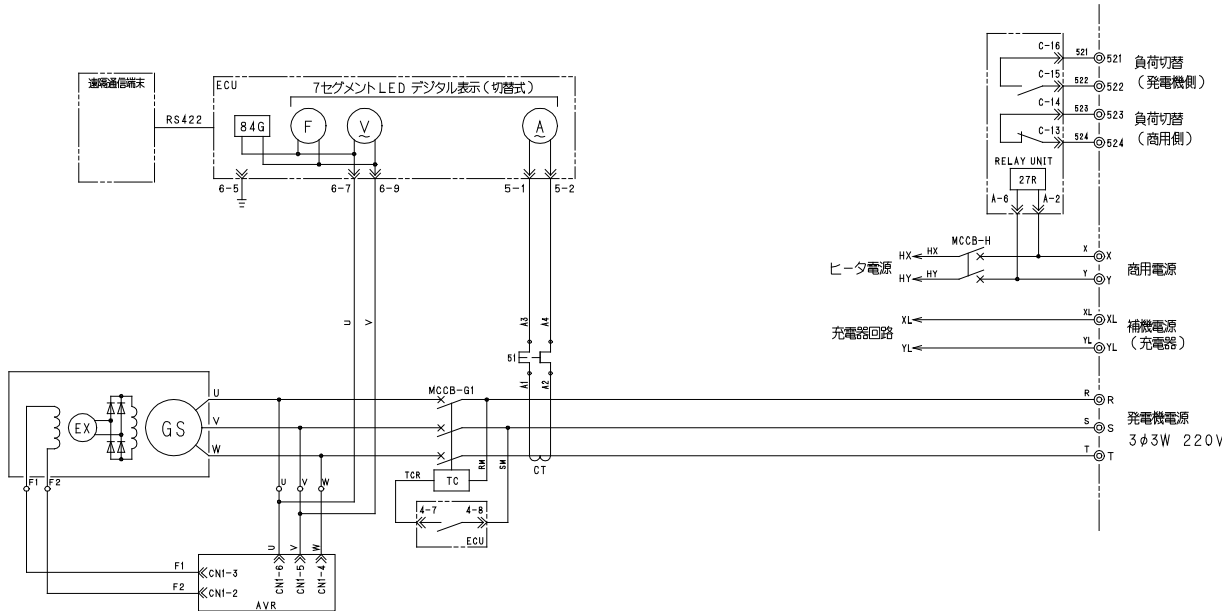 遠隔通信端末
RS422
ECU
7セグメントLED デジタル表示(切替式)
84G
F
V
A
6-5
6-7
6-9
5-1
5-2
C-16
521
521
C-15
522
522
負荷切替
(発電機側)
C-14
523
523
C-13
524
524
負荷切替
(商用側)
RELAY UNIT
27R
A-6
A-2
MCCB-H
ヒータ電源
HX
HX
HY
HY
X
X
Y
Y
商用電源
充電器回路
XL
XL
XL
YL
YL
YL
補機電源
(充電器)
U
V
A3
A4
51
A1
A2
CT
EX
GS
U
V
W
MCCB-G1
R
R
S
S
T
T
発電機電源
3φ3W 220V
TCR
TC
RM
SM
4-7
4-8
ECU
F1
F2
U
V
W
U
V
W
F1
CN1-3
F2
CN1-2
CN1-6
CN1-5
CN1-4
AVR